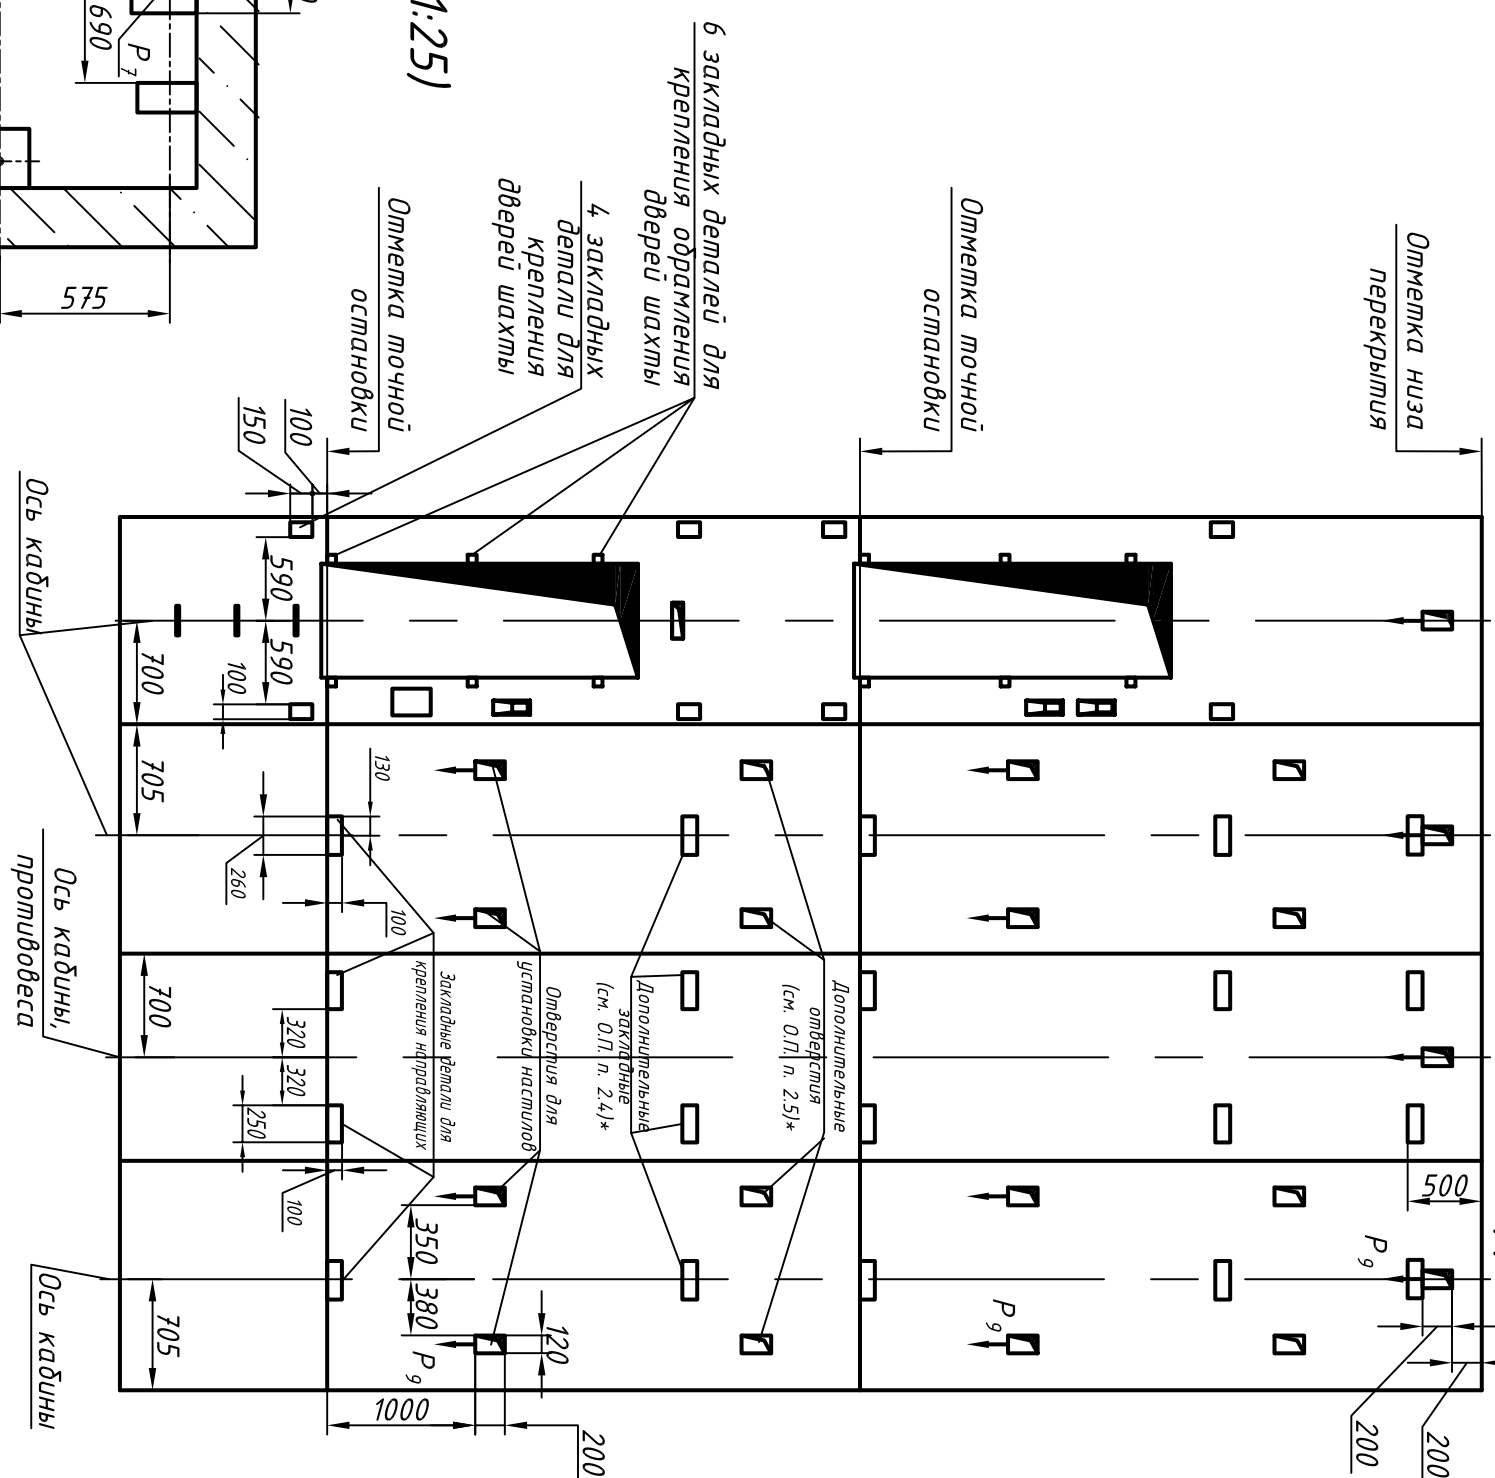 1:25)
690
P7
575
6 закладных деталей для
крепления обрамления
дверей шахты
4 закладных
детали для
крепления
дверей шахты
Отметка точной
остановки
Отметка точной
остановки
Отметка низа
перекрытия
150
100
Ось кабины
590
590
700
100
705
130
260
100
Ось кабины,
противовеса
700
320
320
250
100
Закладные детали для
крепления направляющих
Отверстия для
установки настилов
Дополнительные
закладные
(см. О.П. п. 2.4)*
Дополнительные
отверстия
(см. О.П. п. 2.5)*
500
P9
P9
350
380
120
P9
705
Ось кабины
1000
200
200
200